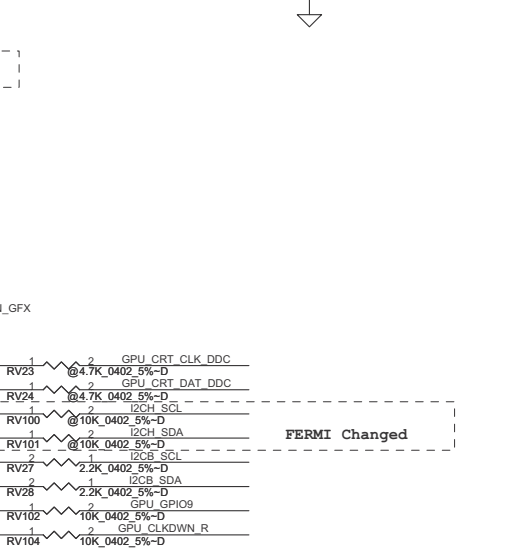 _GFX
1 2 GPU_CRT_CLK_DDC
RV23 @4.7K_0402_5%~D
1 2 GPU_CRT_DAT_DDC
RV24 @4.7K_0402_5%~D
1 2 I2CH_SCL
RV100 @10K_0402_5%~D
1 2 I2CH_SDA
RV101 @10K_0402_5%~D
FERMI Changed
2 1 I2CB_SCL
RV27 2.2K_0402_5%~D
2 1 I2CB_SDA
RV28 2.2K_0402_5%~D
1 2 GPU_GPIO9
RV102 10K_0402_5%~D
1 2 GPU_CLKDWN_R
RV104 10K_0402_5%~D